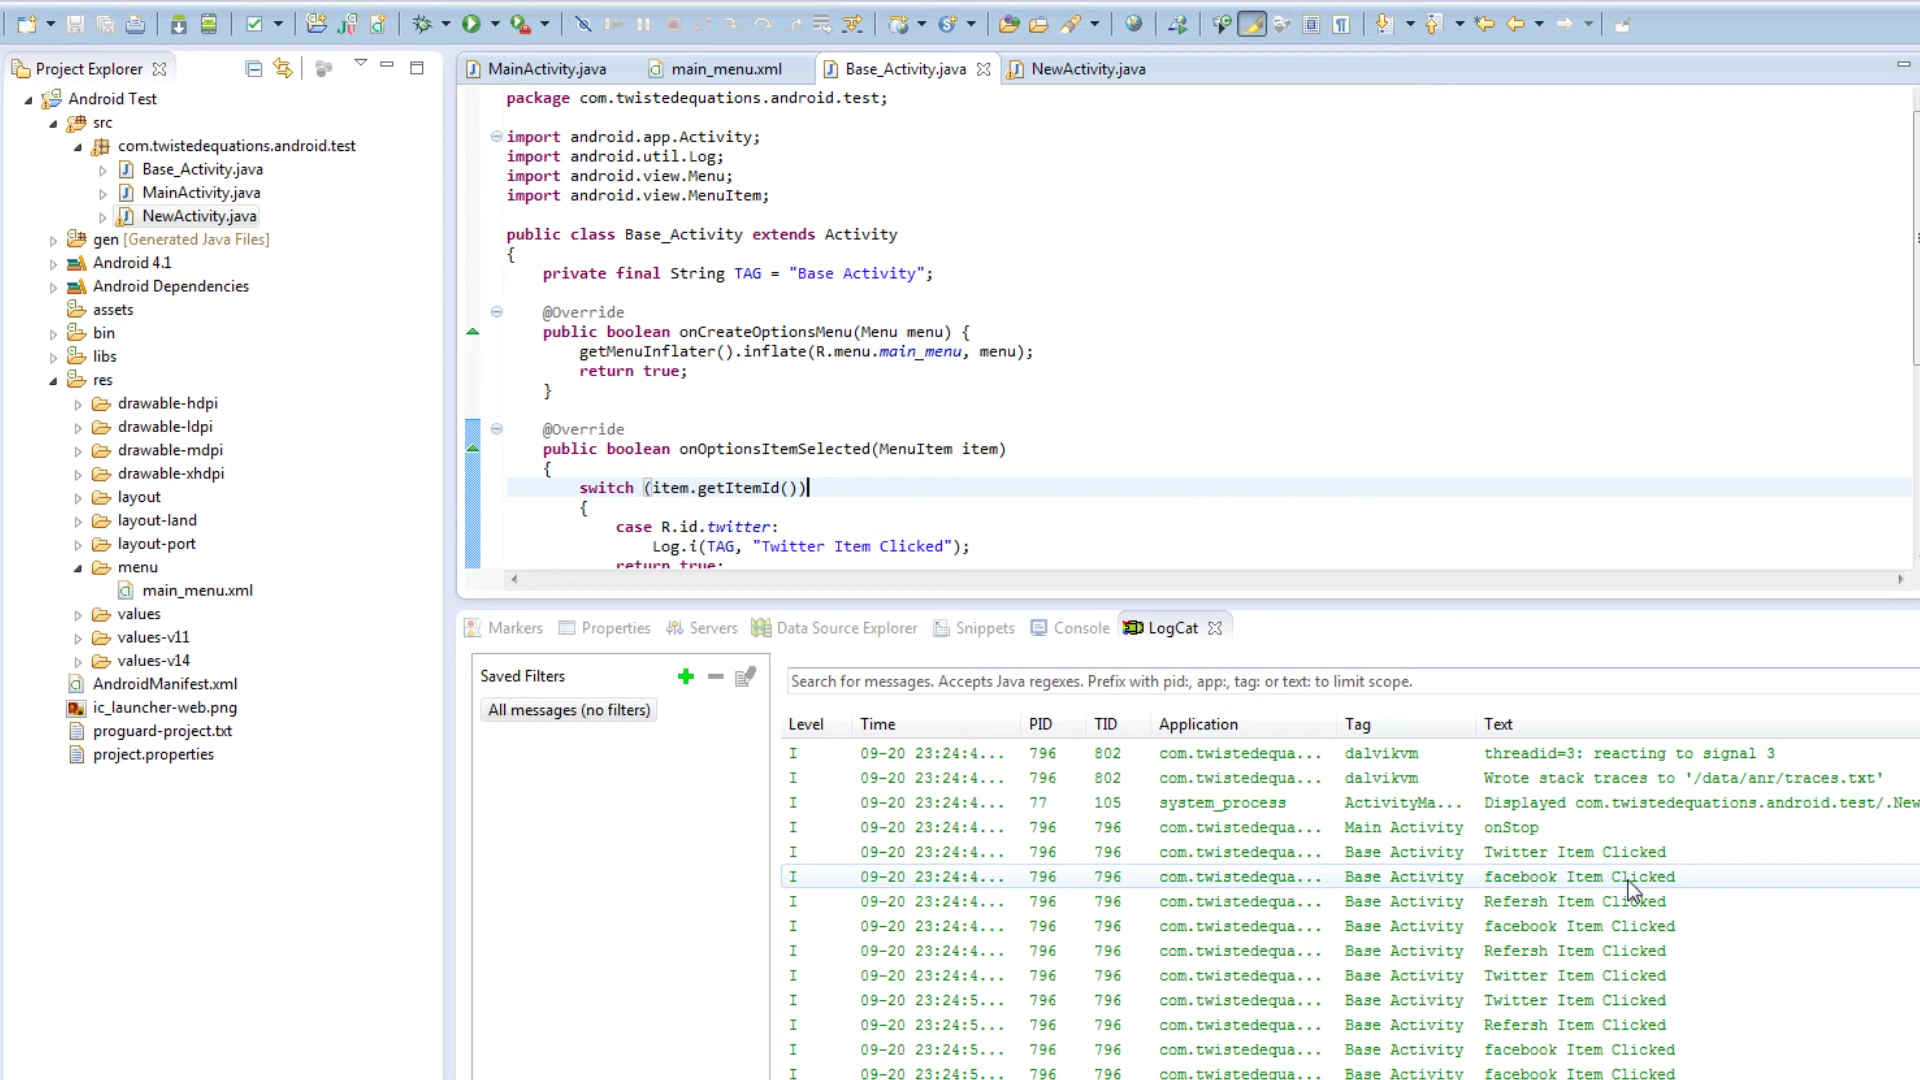 Project Explorer
Android Test
src
com.twistedequations.android.test
Base_Activity.java
MainActivity.java
NewActivity.java
gen [Generated Java Files]
Android 4.1
Android Dependencies
assets
bin
libs
res
drawable-hdpi
drawable-ldpi
drawable-mdpi
drawable-xhdpi
layout
layout-land
layout-port
menu
main_menu.xml
values
values-v11
values-v14
AndroidManifest.xml
ic_launcher-web.png
proguard-project.txt
project.properties
MainActivity.java main_menu.xml Base_Activity.java NewActivity.java
package com.twistedequations.android.test;
import android.app.Activity;
import android.util.Log;
import android.view.Menu;
import android.view.MenuItem;
public class Base_Activity extends Activity
{
private final String TAG = "Base Activity";
@Override
public boolean onCreateOptionsMenu(Menu menu) {
getMenuInflater().inflate(R.menu.main_menu, menu);
return true;
}
@Override
public boolean onOptionsItemSelected(MenuItem item)
{
switch (item.getItemId())
{
case R.id.twitter:
Log.i(TAG, "Twitter Item Clicked");
return true;
Markers Properties Servers Data Source Explorer Snippets Console LogCat
Saved Filters
All messages (no filters)
Search for messages. Accepts Java regexes. Prefix with pid:, app:, tag: or text: to limit scope.
Level Time PID TID Application Tag Text
I 09-20 23:24:4... 796 802 com.twistedequa... dalvikvm threadid=3: reacting to signal 3
I 09-20 23:24:4... 796 802 com.twistedequa... dalvikvm Wrote stack traces to '/data/anr/traces.txt'
I 09-20 23:24:4... 77 105 system_process ActivityMa... Displayed com.twistedequations.android.test/.New
I 09-20 23:24:4... 796 796 com.twistedequa... Main Activity onStop
I 09-20 23:24:4... 796 796 com.twistedequa... Base Activity Twitter Item Clicked
I 09-20 23:24:4... 796 796 com.twistedequa... Base Activity facebook Item Clicked
I 09-20 23:24:4... 796 796 com.twistedequa... Base Activity Refersh Item Clicked
I 09-20 23:24:4... 796 796 com.twistedequa... Base Activity facebook Item Clicked
I 09-20 23:24:4... 796 796 com.twistedequa... Base Activity Refersh Item Clicked
I 09-20 23:24:4... 796 796 com.twistedequa... Base Activity Twitter Item Clicked
I 09-20 23:24:5... 796 796 com.twistedequa... Base Activity Twitter Item Clicked
I 09-20 23:24:5... 796 796 com.twistedequa... Base Activity Refersh Item Clicked
I 09-20 23:24:5... 796 796 com.twistedequa... Base Activity facebook Item Clicked
I 09-20 23:24:5... 796 796 com.twistedequa... Base Activity facebook Item Clicked